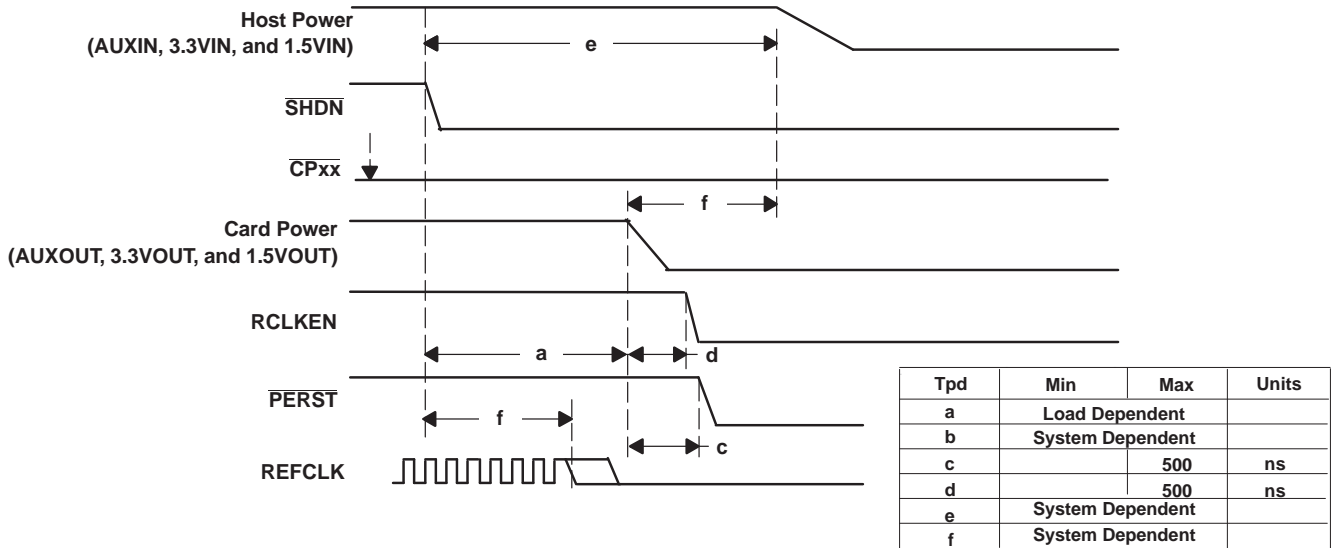 Host Power
(AUXIN, 3.3VIN, and 1.5VIN)
e
SHDN
CPxx
f
Card Power
(AUXOUT, 3.3VOUT, and 1.5VOUT)
RCLKEN
a
d
PERST
f
c
REFCLK
Tpd Min Max Units
a Load Dependent
b System Dependent
c 500 ns
d 500 ns
e System Dependent
f System Dependent